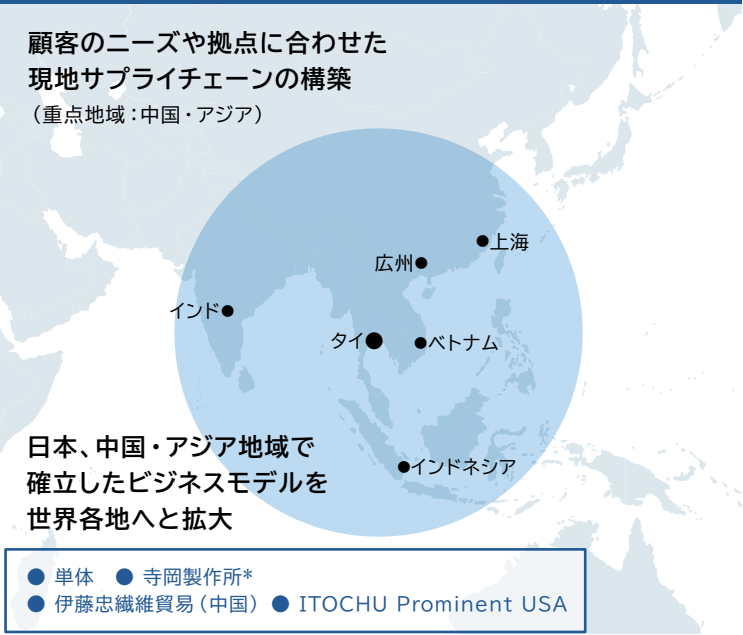 顧客のニーズや拠点に合わせた
現地サプライチェーンの構築
（重点地域：中国・アジア）
●上海
広州●
インド●
タイ●
●ベトナム
●インドネシア
日本、中国・アジア地域で
確立したビジネスモデルを
世界各地へと拡大
● 単体 ● 寺岡製作所*
● 伊藤忠繊維貿易（中国） ● ITOCHU Prominent USA